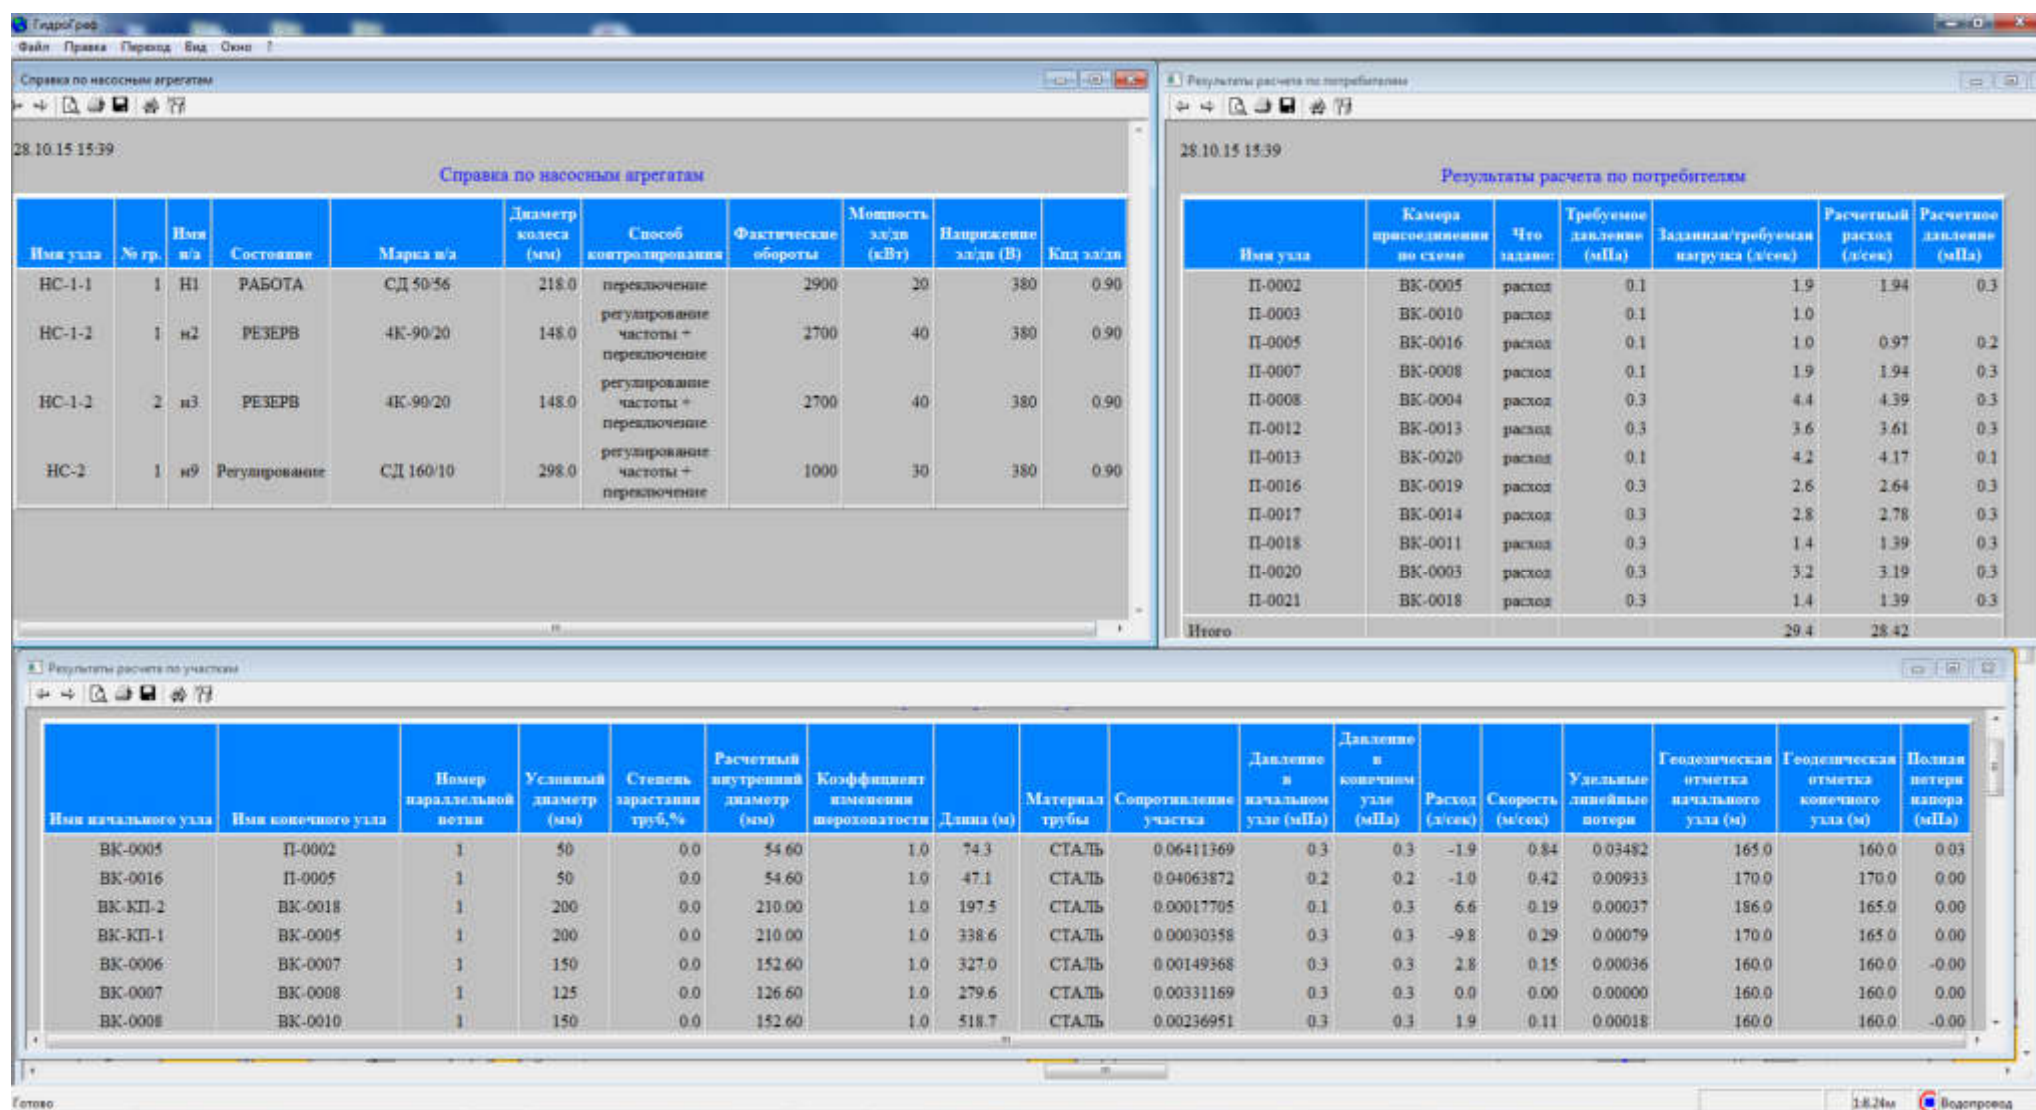 ГидроГраф
Файл Правка Переход Вид Окно ?
Справка по насосным агрегатам
28.10.15 15:39
Справка по насосным агрегатам
Имя узла № гр. Имя н/а Состояние Марка н/а Диаметр колеса (мм) Способ контролирования Фактические обороты Мощность эл/дв (кВт) Напряжение эл/дв (В) Кпд эл/дв
НС-1-1 1 Н1 РАБОТА СД 50/56 218.0 переключение 2900 20 380 0.90
НС-1-2 1 н2 РЕЗЕРВ 4К-90/20 148.0 регулирование частоты + переключение 2700 40 380 0.90
НС-1-2 2 н3 РЕЗЕРВ 4К-90/20 148.0 регулирование частоты + переключение 2700 40 380 0.90
НС-2 1 н9 Регулирование СД 160/10 298.0 регулирование частоты + переключение 1000 30 380 0.90
Результаты расчета по потребителям
28.10.15 15:39
Результаты расчета по потребителям
Имя узла Камера присоединения по схеме Что задано: Требуемое давление (мПа) Заданная/требуемая нагрузка (л/сек) Расчетный расход (л/сек) Расчетное давление (мПа)
П-0002 ВК-0005 расход 0.1 1.9 1.94 0.3
П-0003 ВК-0010 расход 0.1 1.0
П-0005 ВК-0016 расход 0.1 1.0 0.97 0.2
П-0007 ВК-0008 расход 0.1 1.9 1.94 0.3
П-0008 ВК-0004 расход 0.3 4.4 4.39 0.3
П-0012 ВК-0013 расход 0.3 3.6 3.61 0.3
П-0013 ВК-0020 расход 0.1 4.2 4.17 0.1
П-0016 ВК-0019 расход 0.3 2.6 2.64 0.3
П-0017 ВК-0014 расход 0.3 2.8 2.78 0.3
П-0018 ВК-0011 расход 0.3 1.4 1.39 0.3
П-0020 ВК-0003 расход 0.3 3.2 3.19 0.3
П-0021 ВК-0018 расход 0.3 1.4 1.39 0.3
Итого 29.4 28.42
Результаты расчета по участкам
Имя начального узла Имя конечного узла Номер параллельной ветви Условный диаметр (мм) Степень зарастания труб,% Расчетный внутренний диаметр (мм) Коэффициент изменения шероховатости Длина (м) Материал трубы Сопротивление участка Давление в начальном узле (мПа) Давление в конечном узле (мПа) Расход (л/сек) Скорость (м/сек) Удельные линейные потери Геодезическая отметка начального узла (м) Геодезическая отметка конечного узла (м) Полная потеря напора (мПа)
ВК-0005 П-0002 1 50 0.0 54.60 1.0 74.3 СТАЛЬ 0.06411369 0.3 0.3 -1.9 0.84 0.03482 165.0 160.0 0.03
ВК-0016 П-0005 1 50 0.0 54.60 1.0 47.1 СТАЛЬ 0.04063872 0.2 0.2 -1.0 0.42 0.00933 170.0 170.0 0.00
ВК-КП-2 ВК-0018 1 200 0.0 210.00 1.0 197.5 СТАЛЬ 0.00017705 0.1 0.3 6.6 0.19 0.00037 186.0 165.0 0.00
ВК-КП-1 ВК-0005 1 200 0.0 210.00 1.0 338.6 СТАЛЬ 0.00030358 0.3 0.3 -9.8 0.29 0.00079 170.0 165.0 0.00
ВК-0006 ВК-0007 1 150 0.0 152.60 1.0 327.0 СТАЛЬ 0.00149368 0.3 0.3 2.8 0.15 0.00036 160.0 160.0 -0.00
ВК-0007 ВК-0008 1 125 0.0 126.60 1.0 279.6 СТАЛЬ 0.00331169 0.3 0.3 0.0 0.00 0.00000 160.0 160.0 0.00
ВК-0008 ВК-0010 1 150 0.0 152.60 1.0 518.7 СТАЛЬ 0.00236951 0.3 0.3 1.9 0.11 0.00018 160.0 160.0 -0.00
Готово 1:8.24м Водопровод